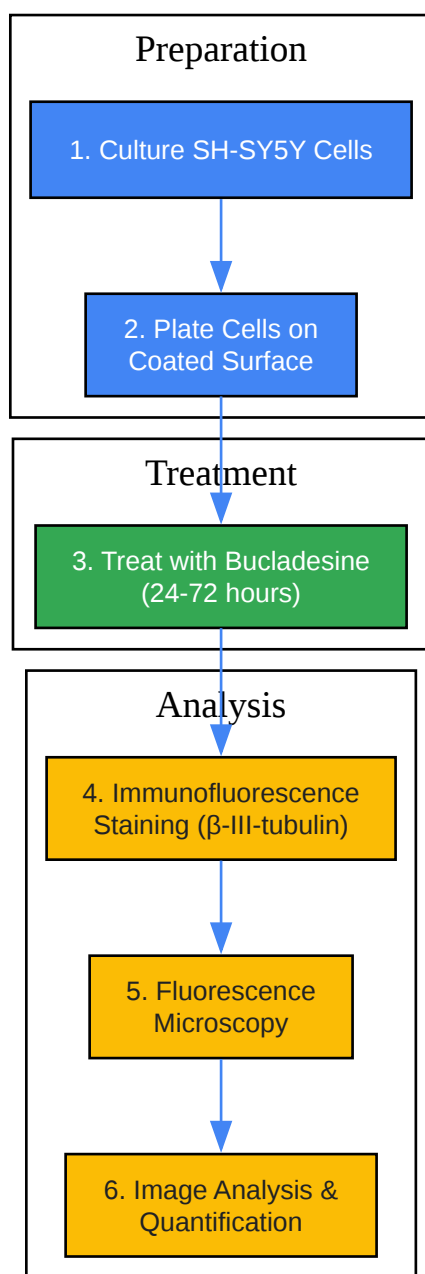 Preparation
1. Culture SH-SY5Y Cells
2. Plate Cells on
Coated Surface
Treatment
3. Treat with Bucladesine
(24-72 hours)
Analysis
4. Immunofluorescence
Staining (β-III-tubulin)
5. Fluorescence
Microscopy
6. Image Analysis &
Quantification